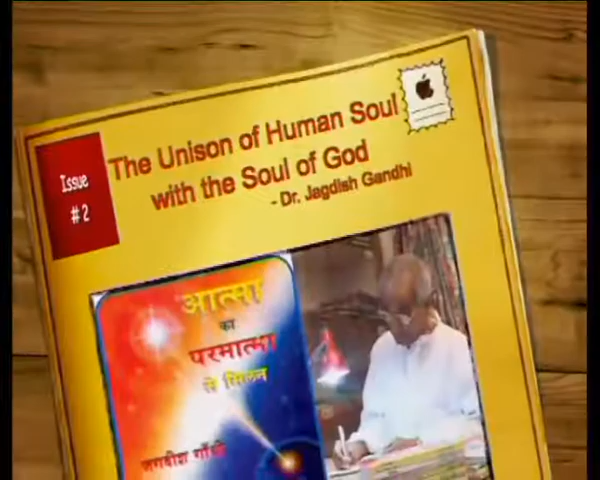 Issue
#2
The Unison of Human Soul
with the Soul of God
- Dr. Jagdish Gandhi
आत्मा
का
परमात्मा
से मिलन
जगदीश गाँधी